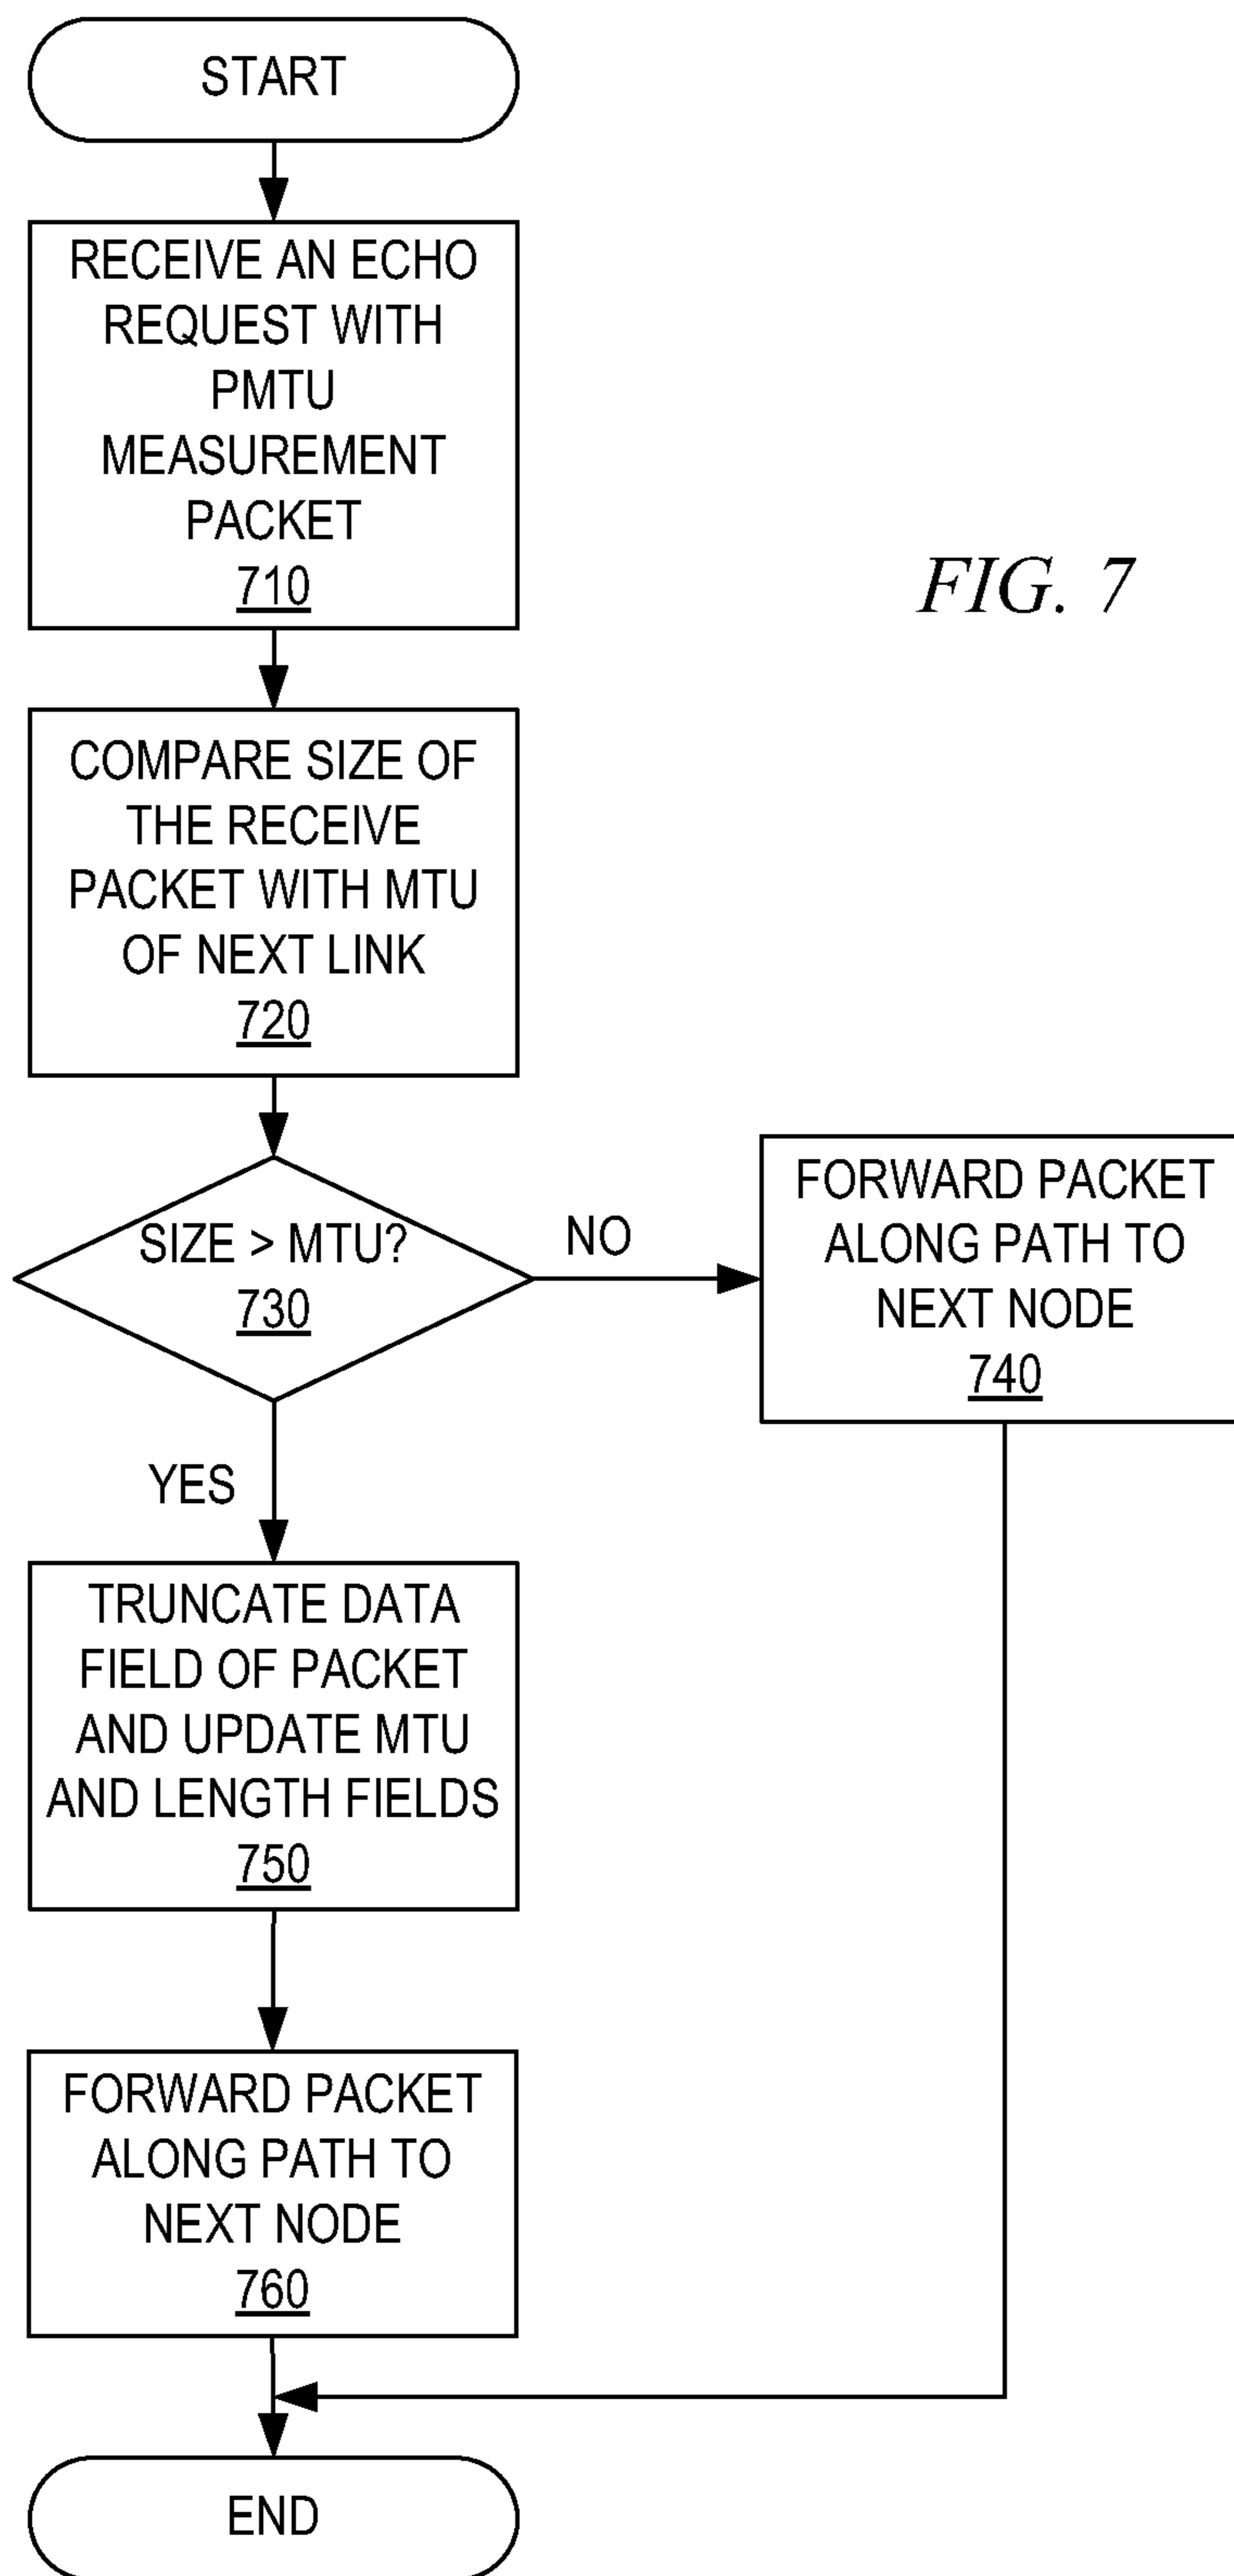 START
RECEIVE AN ECHO
REQUEST WITH
PMTU
MEASUREMENT
PACKET
710
FIG. 7
COMPARE SIZE OF
THE RECEIVE
PACKET WITH MTU
OF NEXT LINK
720
SIZE > MTU?
730
NO
FORWARD PACKET
ALONG PATH TO
NEXT NODE
740
YES
TRUNCATE DATA
FIELD OF PACKET
AND UPDATE MTU
AND LENGTH FIELDS
750
FORWARD PACKET
ALONG PATH TO
NEXT NODE
760
END